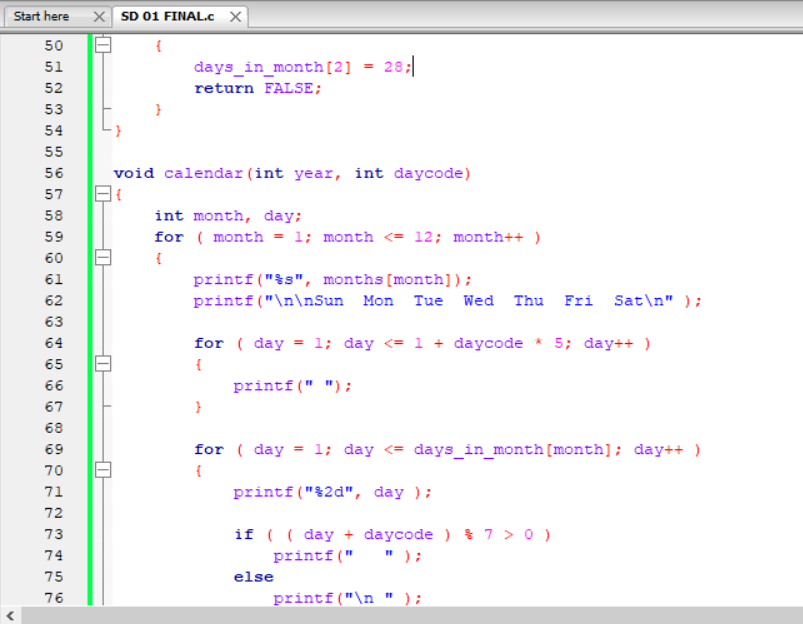 Start here SD 01 FINAL.c
50 {
51 days_in_month[2] = 28;
52 return FALSE;
53 }
54 }
55
56 void calendar(int year, int daycode)
57 {
58 int month, day;
59 for ( month = 1; month <= 12; month++ )
60 {
61 printf("%s", months[month]);
62 printf("\n\nSun  Mon  Tue  Wed  Thu  Fri  Sat\n" );
63
64 for ( day = 1; day <= 1 + daycode * 5; day++ )
65 {
66 printf(" ");
67 }
68
69 for ( day = 1; day <= days_in_month[month]; day++ )
70 {
71 printf("%2d", day );
72
73 if ( ( day + daycode ) % 7 > 0 )
74 printf("   " );
75 else
76 printf("\n " );